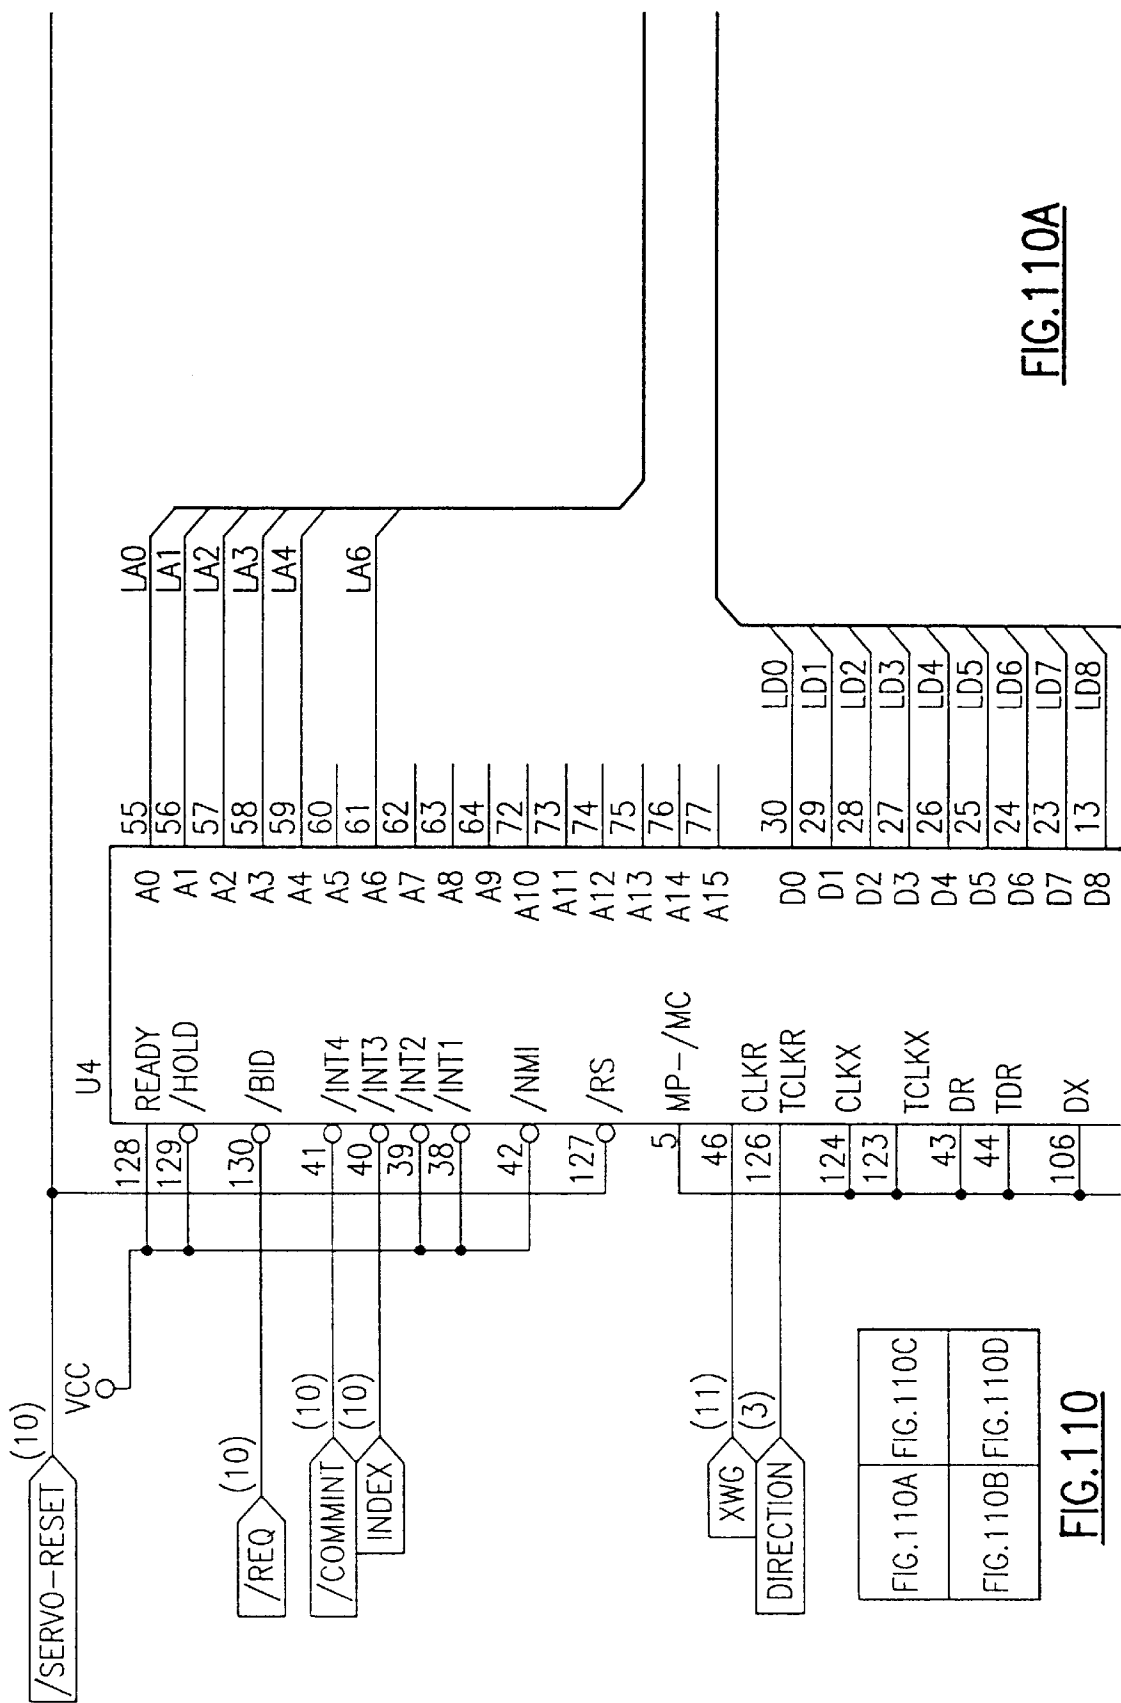 /SERVO-RESET (10)
VCC
/REQ (10)
/COMMINT (10)
INDEX (10)
XWG (11)
DIRECTION (3)
U4
128 READY
129 /HOLD
130 /BIO
41 /INT4
40 /INT3
39 /INT2
38 /INT1
42 /NMI
127 /RS
5 MP-/MC
46 CLKR
126 TCLKR
124 CLKX
123 TCLKX
43 DR
44 TDR
106 DX
A0 55 LA0
A1 56 LA1
A2 57 LA2
A3 58 LA3
A4 59 LA4
A5 60
A6 61 LA6
A7 62
A8 63
A9 64
A10 72
A11 73
A12 74
A13 75
A14 76
A15 77
D0 30 LD0
D1 29 LD1
D2 28 LD2
D3 27 LD3
D4 26 LD4
D5 25 LD5
D6 24 LD6
D7 23 LD7
D8 13 LD8
FIG.110A FIG.110C
FIG.110B FIG.110D
FIG.110
FIG.110A